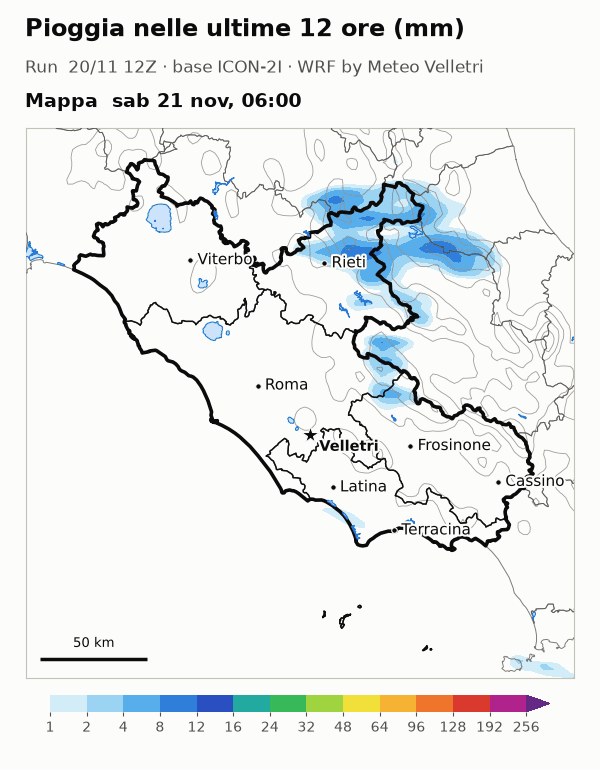 Pioggia nelle ultime 12 ore (mm)
Run  20/11 12Z · base ICON-2I · WRF by Meteo Velletri
Mappa  sab 21 nov, 06:00
Viterbo
Rieti
Roma
Velletri
Frosinone
Cassino
Latina
Terracina
50 km
1 2 4 8 12 16 24 32 48 64 96 128 192 256